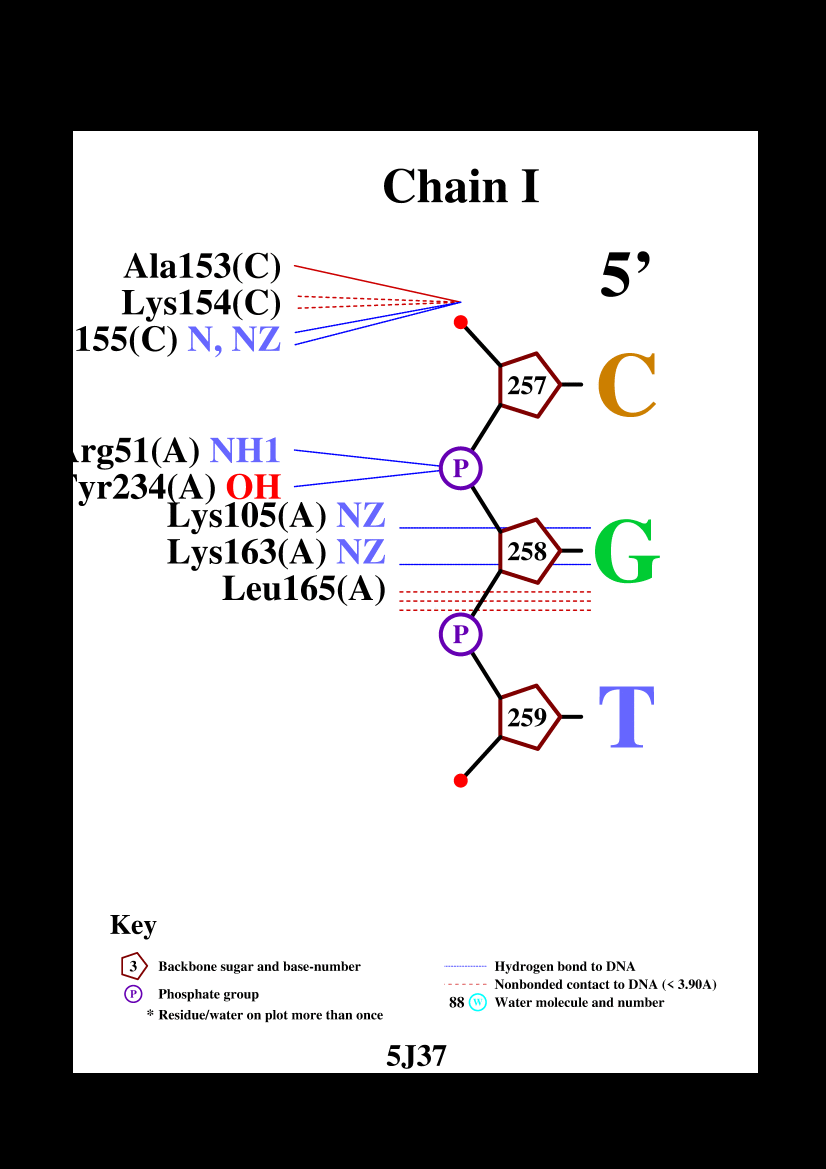 Chain I
5’
Ala153(C)
Lys154(C)
155(C) N, NZ
C
257
Arg51(A) NH1
P
Tyr234(A) OH
Lys105(A) NZ
Lys163(A) NZ
258
G
Leu165(A)
P
259
T
Key
3 Backbone sugar and base-number
P Phosphate group
* Residue/water on plot more than once
Hydrogen bond to DNA
Nonbonded contact to DNA (< 3.90A)
88 W Water molecule and number
5J37